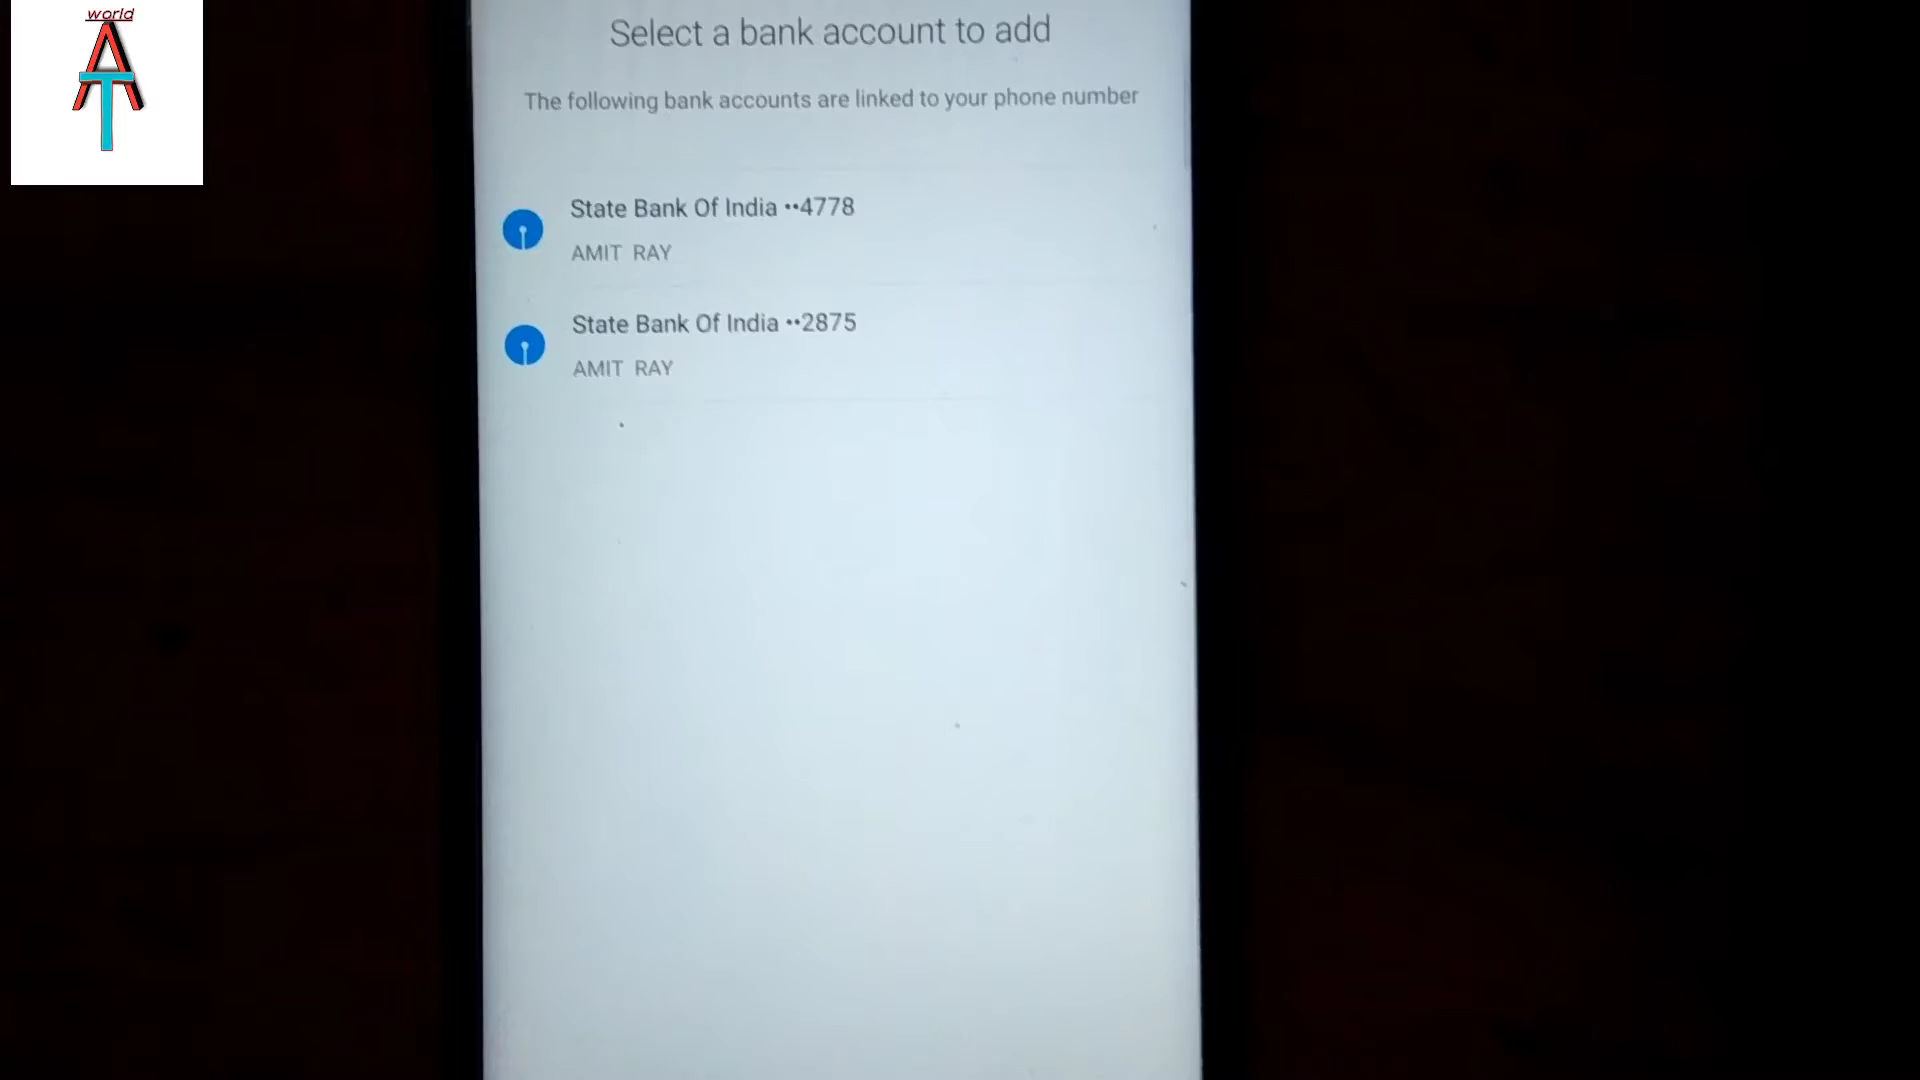 world
AT
Select a bank account to add
The following bank accounts are linked to your phone number
State Bank Of India ••4778
AMIT RAY
State Bank Of India ••2875
AMIT RAY